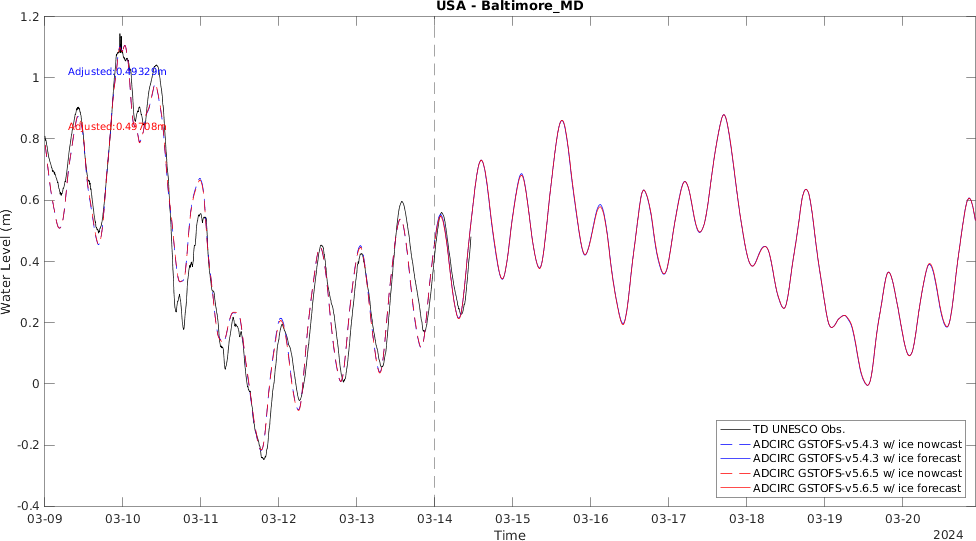 USA - Baltimore_MD
1.2
1
0.8
0.6
0.4
0.2
0
-0.2
-0.4
Water Level (m)
Adjusted:0.49329m
Adjusted:0.49708m
TD UNESCO Obs.
ADCIRC GSTOFS-v5.4.3 w/ ice nowcast
ADCIRC GSTOFS-v5.4.3 w/ ice forecast
ADCIRC GSTOFS-v5.6.5 w/ ice nowcast
ADCIRC GSTOFS-v5.6.5 w/ ice forecast
03-09 03-10 03-11 03-12 03-13 03-14 03-15 03-16 03-17 03-18 03-19 03-20
Time
2024